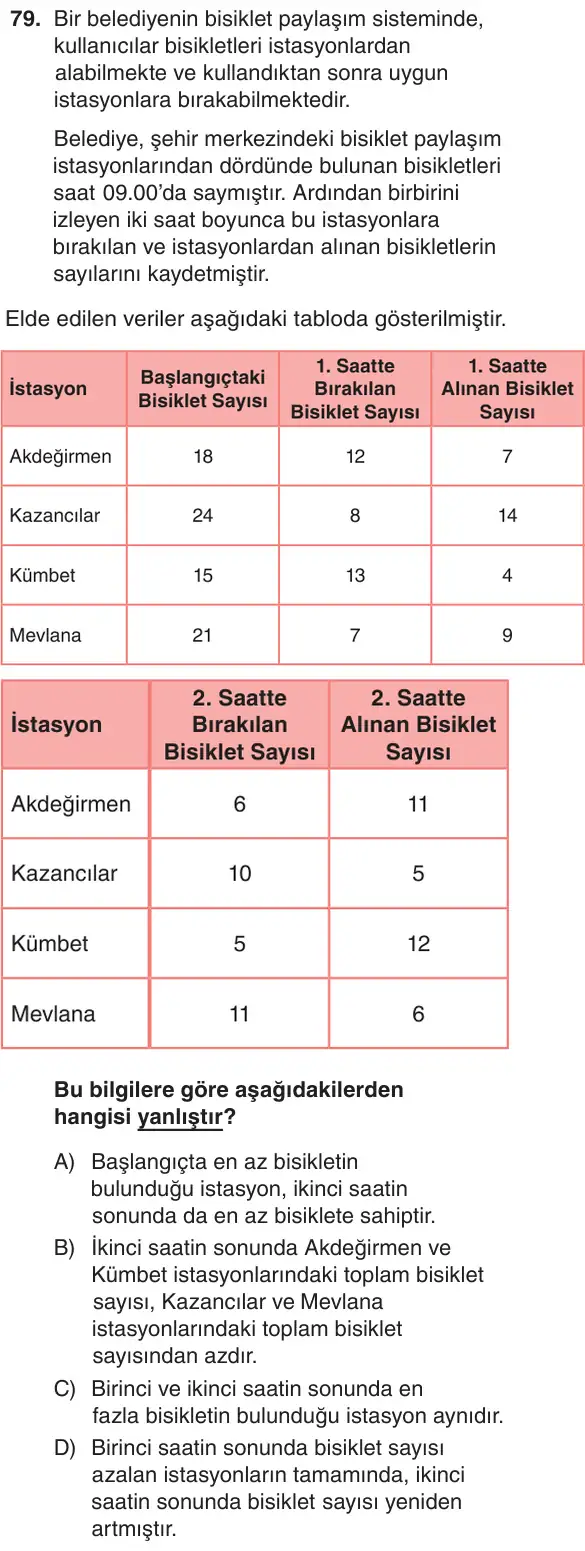 79. Bir belediyenin bisiklet paylaşım sisteminde,
kullanıcılar bisikletleri istasyonlardan
alabilmekte ve kullandıktan sonra uygun
istasyonlara bırakabilmektedir.
Belediye, şehir merkezindeki bisiklet paylaşım
istasyonlarından dördünde bulunan bisikletleri
saat 09.00’da saymıştır. Ardından birbirini
izleyen iki saat boyunca bu istasyonlara
bırakılan ve istasyonlardan alınan bisikletlerin
sayılarını kaydetmiştir.
Elde edilen veriler aşağıdaki tabloda gösterilmiştir.
İstasyon Başlangıçtaki Bisiklet Sayısı 1. Saatte Bırakılan Bisiklet Sayısı 1. Saatte Alınan Bisiklet Sayısı
Akdeğirmen 18 12 7
Kazancılar 24 8 14
Kümbet 15 13 4
Mevlana 21 7 9
İstasyon 2. Saatte Bırakılan Bisiklet Sayısı 2. Saatte Alınan Bisiklet Sayısı
Akdeğirmen 6 11
Kazancılar 10 5
Kümbet 5 12
Mevlana 11 6
Bu bilgilere göre aşağıdakilerden
hangisi yanlıştır?
A) Başlangıçta en az bisikletin
bulunduğu istasyon, ikinci saatin
sonunda da en az bisiklete sahiptir.
B) İkinci saatin sonunda Akdeğirmen ve
Kümbet istasyonlarındaki toplam bisiklet
sayısı, Kazancılar ve Mevlana
istasyonlarındaki toplam bisiklet
sayısından azdır.
C) Birinci ve ikinci saatin sonunda en
fazla bisikletin bulunduğu istasyon aynıdır.
D) Birinci saatin sonunda bisiklet sayısı
azalan istasyonların tamamında, ikinci
saatin sonunda bisiklet sayısı yeniden
artmıştır.